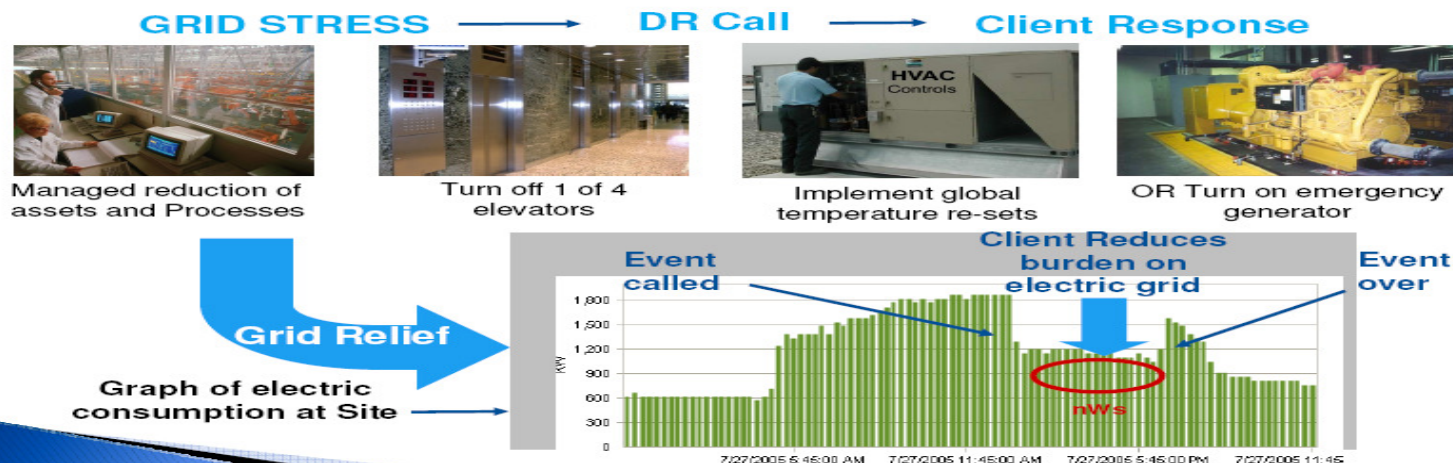 GRID STRESS
DR Call
Client Response
HVAC
Controls
Managed reduction of
assets and Processes
Turn off 1 of 4
elevators
Implement global
temperature re-sets
OR Turn on emergency
generator
Grid Relief
Graph of electric
consumption at Site
Event
called
Client Reduces
burden on
electric grid
Event
over
KW
1,800
1,500
1,200
900
600
300
0
nWs
7/27/2005 5:45:00 AM
7/27/2005 11:45:00 AM
7/27/2005 5:45:00 PM
7/27/2005 11:45